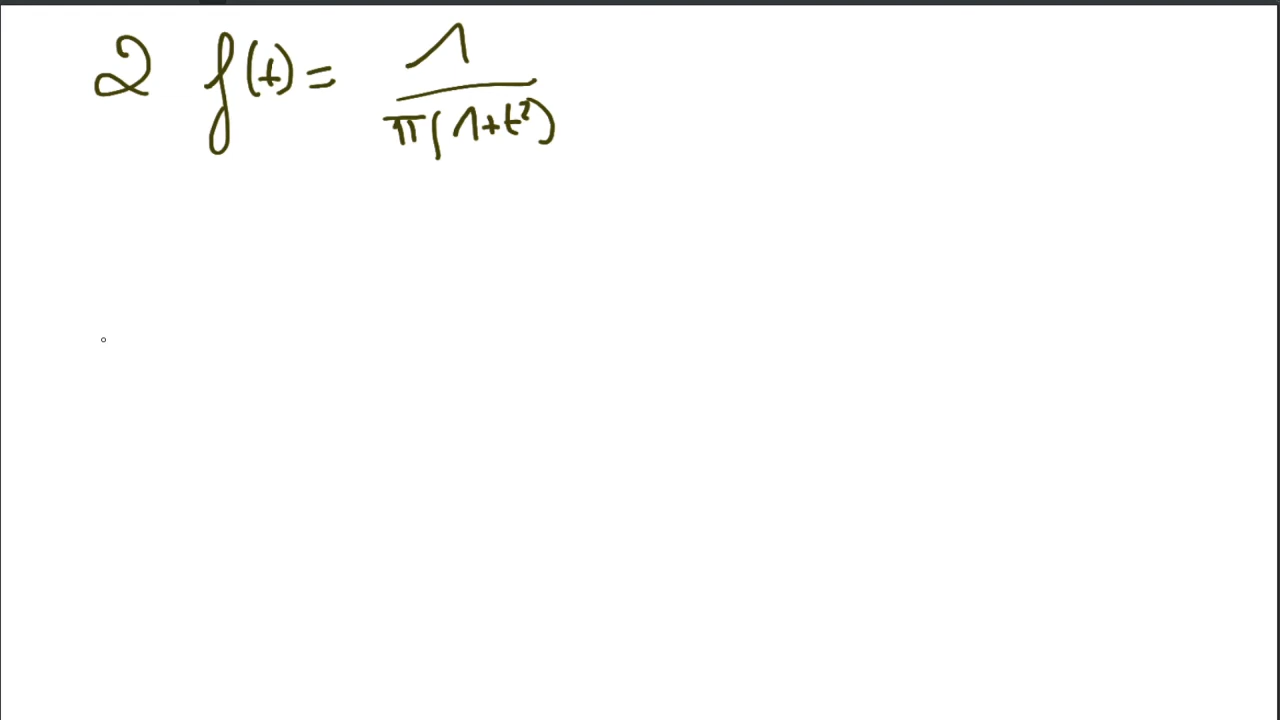 2 f(t) = 1 / π(1+t²)